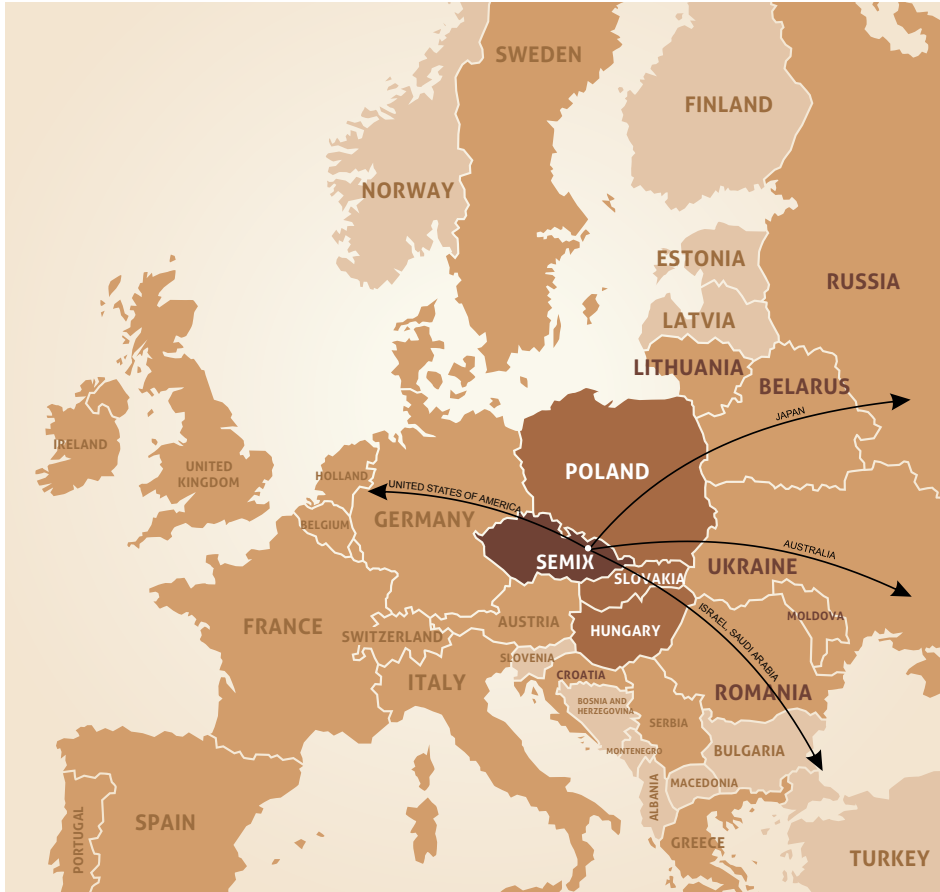 SWEDEN
FINLAND
NORWAY
ESTONIA
RUSSIA
LATVIA
LITHUANIA
BELARUS
JAPAN
IRELAND
UNITED
KINGDOM
HOLLAND
POLAND
UNITED STATES OF AMERICA
BELGIUM
GERMANY
AUSTRALIA
SEMIX
UKRAINE
SLOVAKIA
FRANCE
SWITZERLAND
AUSTRIA
HUNGARY
MOLDOVA
ISRAEL, SAUDI ARABIA
SLOVENIA
CROATIA
ITALY
ROMANIA
BOSNIA AND
HERZEGOVINA
SERBIA
MONTENEGRO
BULGARIA
MACEDONIA
ALBANIA
PORTUGAL
SPAIN
GREECE
TURKEY